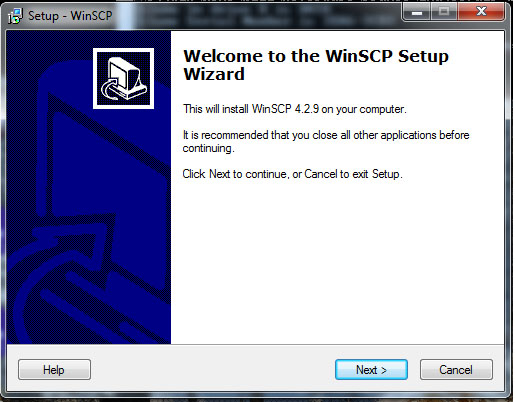 Setup - WinSCP
Welcome to the WinSCP Setup
Wizard
This will install WinSCP 4.2.9 on your computer.
It is recommended that you close all other applications before
continuing.
Click Next to continue, or Cancel to exit Setup.
Help
Next >
Cancel